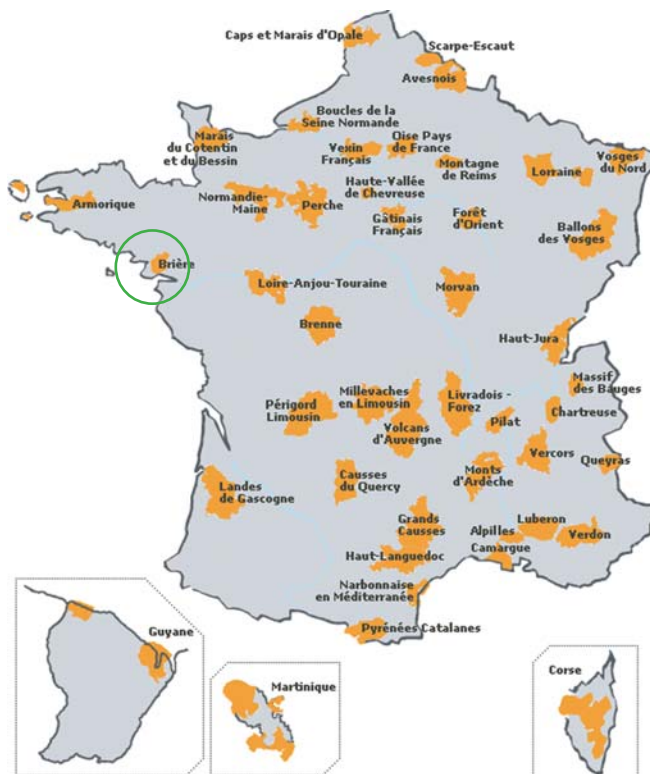 Caps et Marais d'Opale
Scarpe-Escaut
Avesnois
Boucles de la
Seine Normande
Marais
du Cotentin
et du Bessin
Vexin
Français
Oise Pays
de France
Montagne
de Reims
Lorraine
Vosges
du Nord
Armorique
Normandie-
Maine
Perche
Haute-Vallée
de Chevreuse
Gâtinais
Français
Forêt
d'Orient
Ballons
des Vosges
Brière
Loire-Anjou-Touraine
Morvan
Brenne
Haut-Jura
Massif
des Bauges
Chartreuse
Périgord
Limousin
Millevaches
en Limousin
Volcans
d'Auvergne
Livradois -
Forez
Pilat
Vercors
Queyras
Landes
de Gascogne
Causses
du Quercy
Monts
d'Ardèche
Grands
Causses
Alpilles
Luberon
Verdon
Camargue
Haut-Languedoc
Narbonnaise
en Méditerranée
Pyrénées Catalanes
Guyane
Martinique
Corse